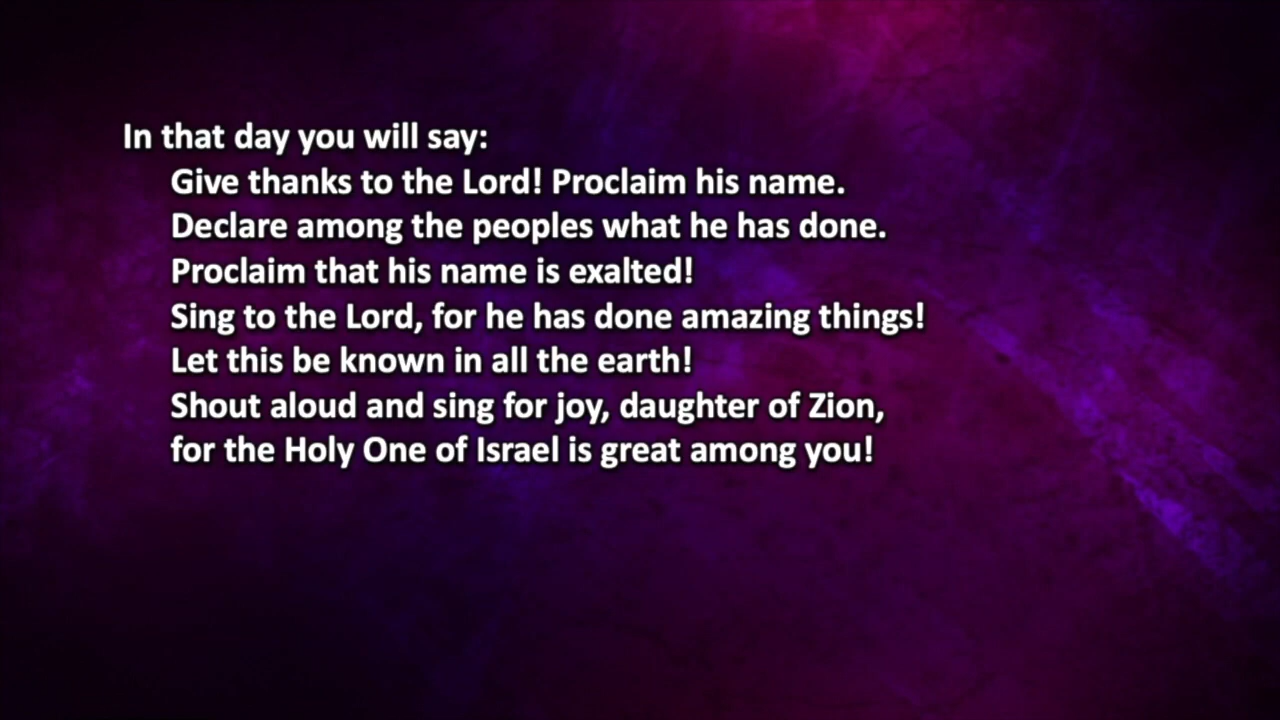 In that day you will say:
Give thanks to the Lord! Proclaim his name.
Declare among the peoples what he has done.
Proclaim that his name is exalted!
Sing to the Lord, for he has done amazing things!
Let this be known in all the earth!
Shout aloud and sing for joy, daughter of Zion,
for the Holy One of Israel is great among you!